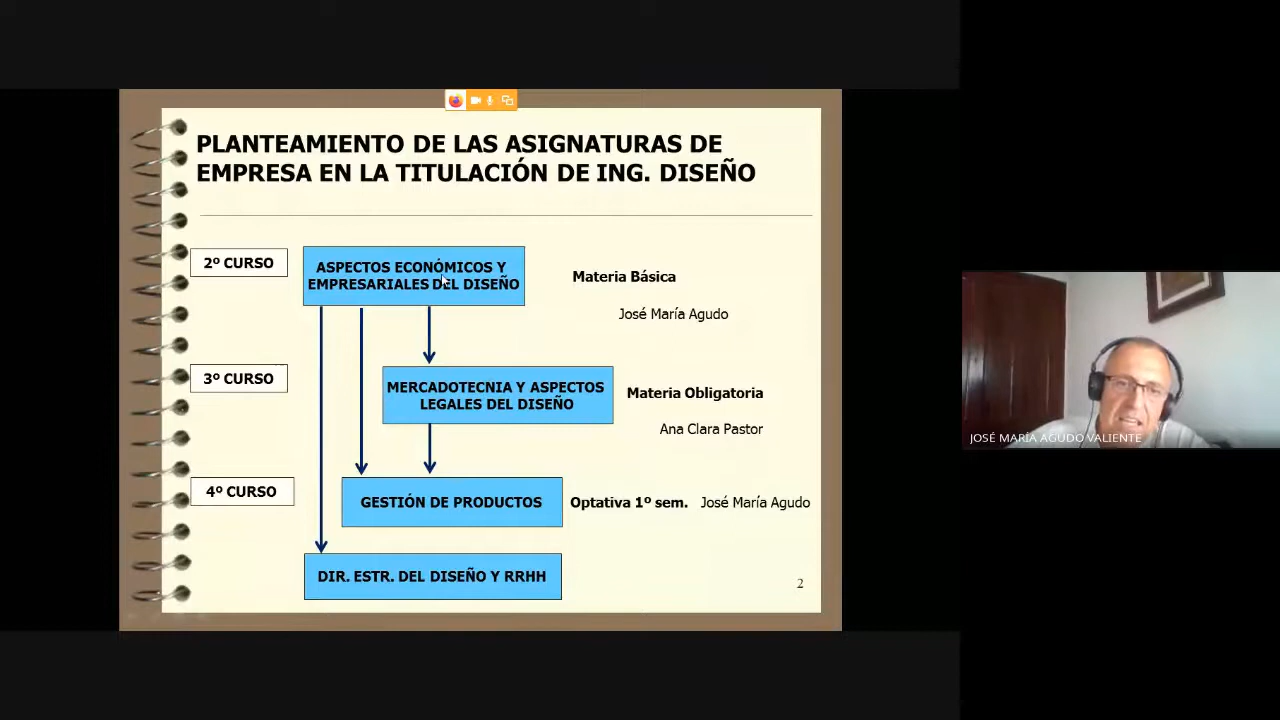 PLANTEAMIENTO DE LAS ASIGNATURAS DE
EMPRESA EN LA TITULACIÓN DE ING. DISEÑO
2º CURSO
ASPECTOS ECONÓMICOS Y
EMPRESARIALES DEL DISEÑO
Materia Básica
José María Agudo
3º CURSO
MERCADOTECNIA Y ASPECTOS
LEGALES DEL DISEÑO
Materia Obligatoria
Ana Clara Pastor
4º CURSO
GESTIÓN DE PRODUCTOS
Optativa 1º sem. José María Agudo
DIR. ESTR. DEL DISEÑO Y RRHH
2
JOSÉ MARÍA AGUDO VALIENTE